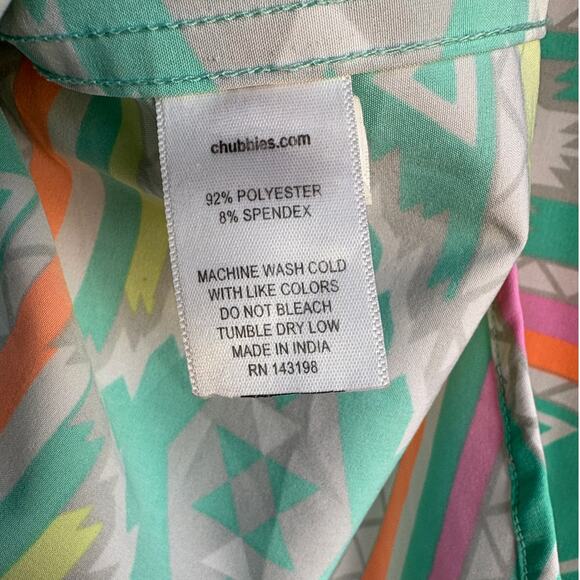 chubbies.com
92% POLYESTER
8% SPENDEX
MACHINE WASH COLD
WITH LIKE COLORS
DO NOT BLEACH
TUMBLE DRY LOW
MADE IN INDIA
RN 143198